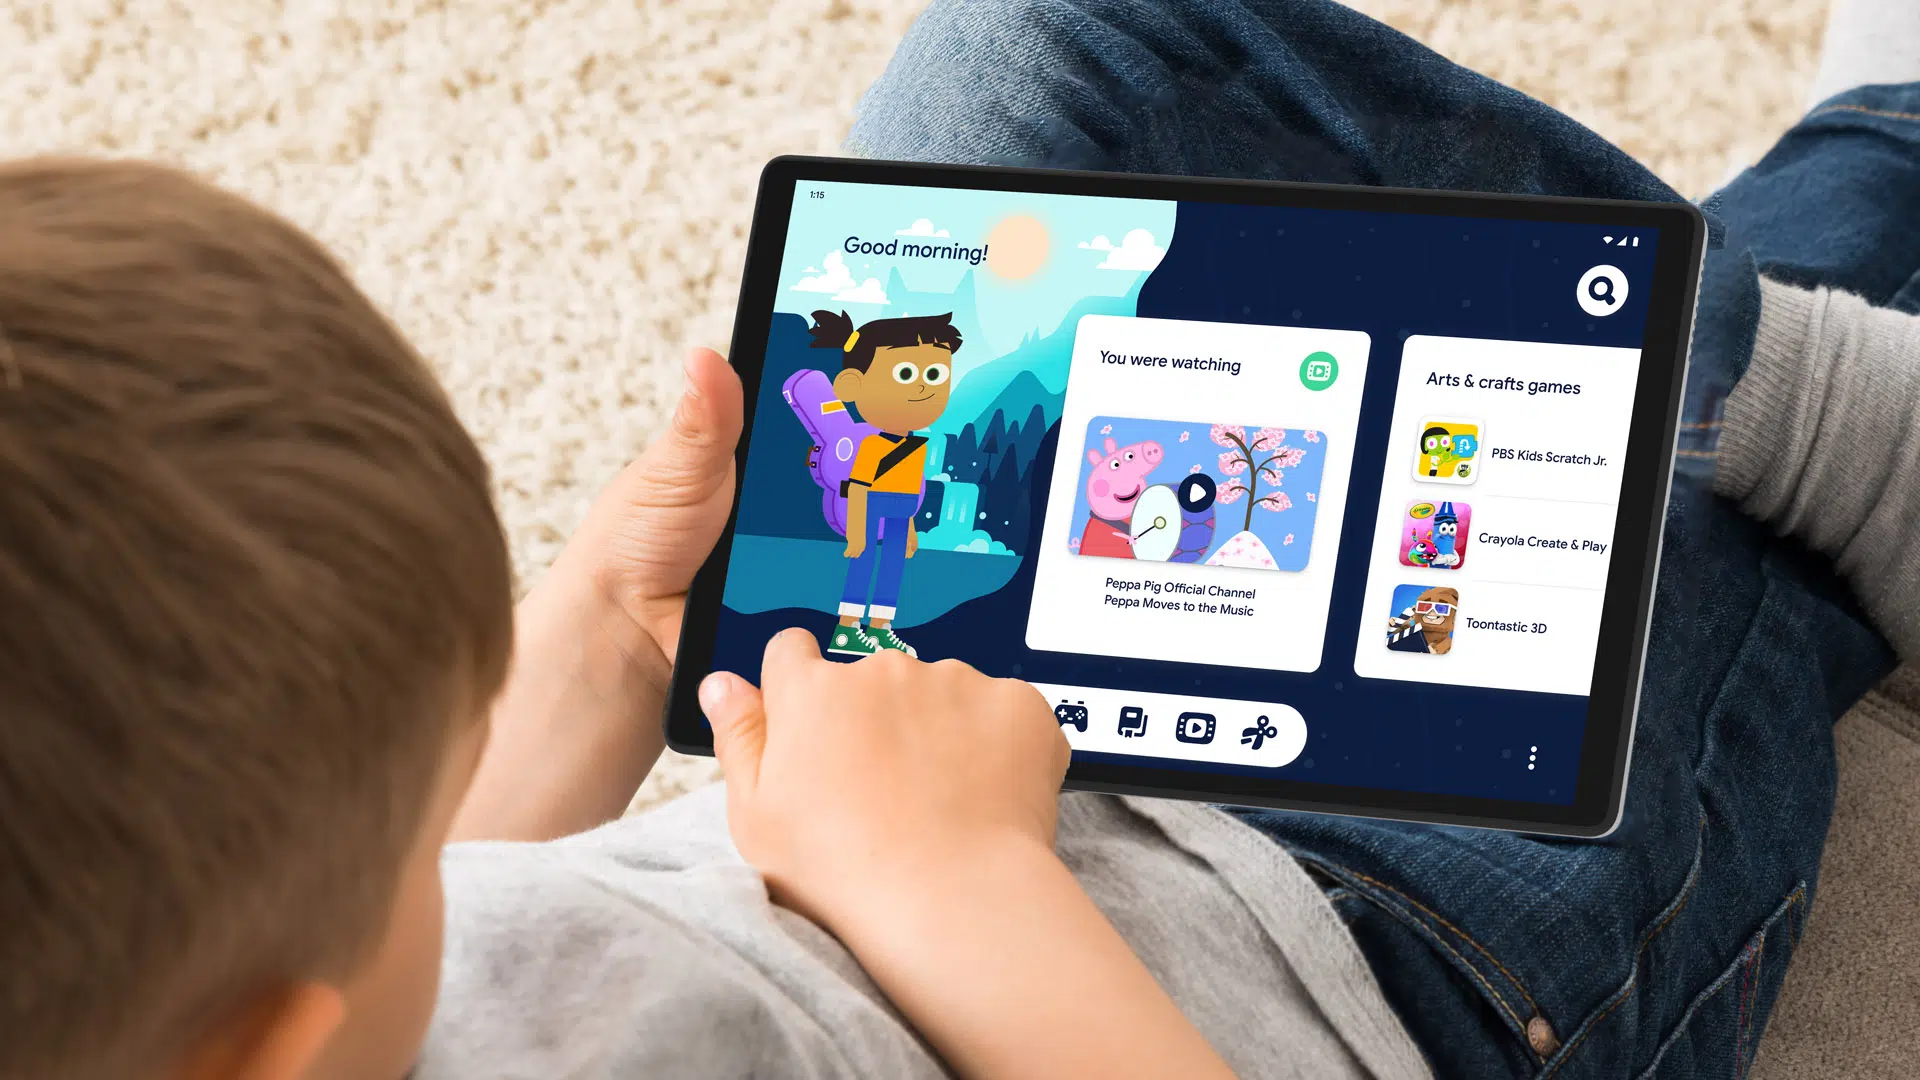 1:15
Good morning!
You were watching
Peppa Pig Official Channel
Peppa Moves to the Music
Arts & crafts games
PBS Kids Scratch Jr.
Crayola Create & Play
Toontastic 3D